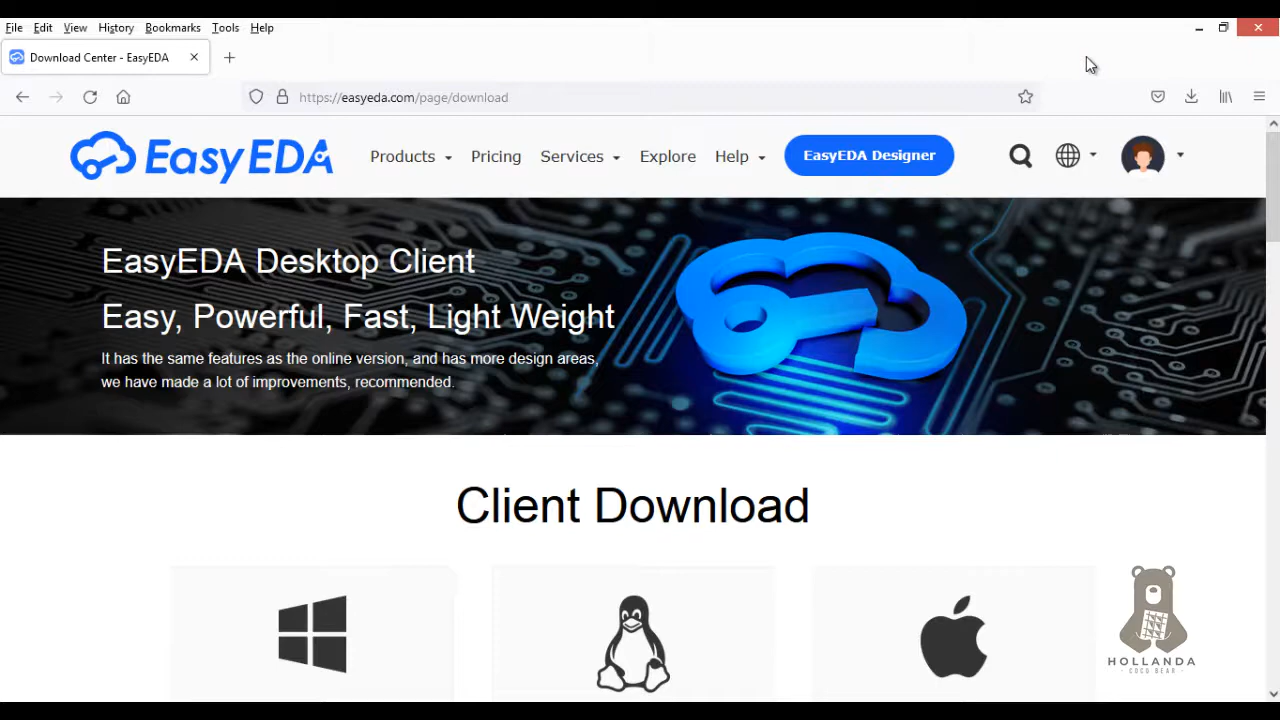 File Edit View History Bookmarks Tools Help
Download Center - EasyEDA
https://easyeda.com/page/download
EasyEDA Products Pricing Services Explore Help EasyEDA Designer
EasyEDA Desktop Client
Easy, Powerful, Fast, Light Weight
It has the same features as the online version, and has more design areas,
we have made a lot of improvements, recommended.
Client Download
HOLLANDA
- COCO BEAR -